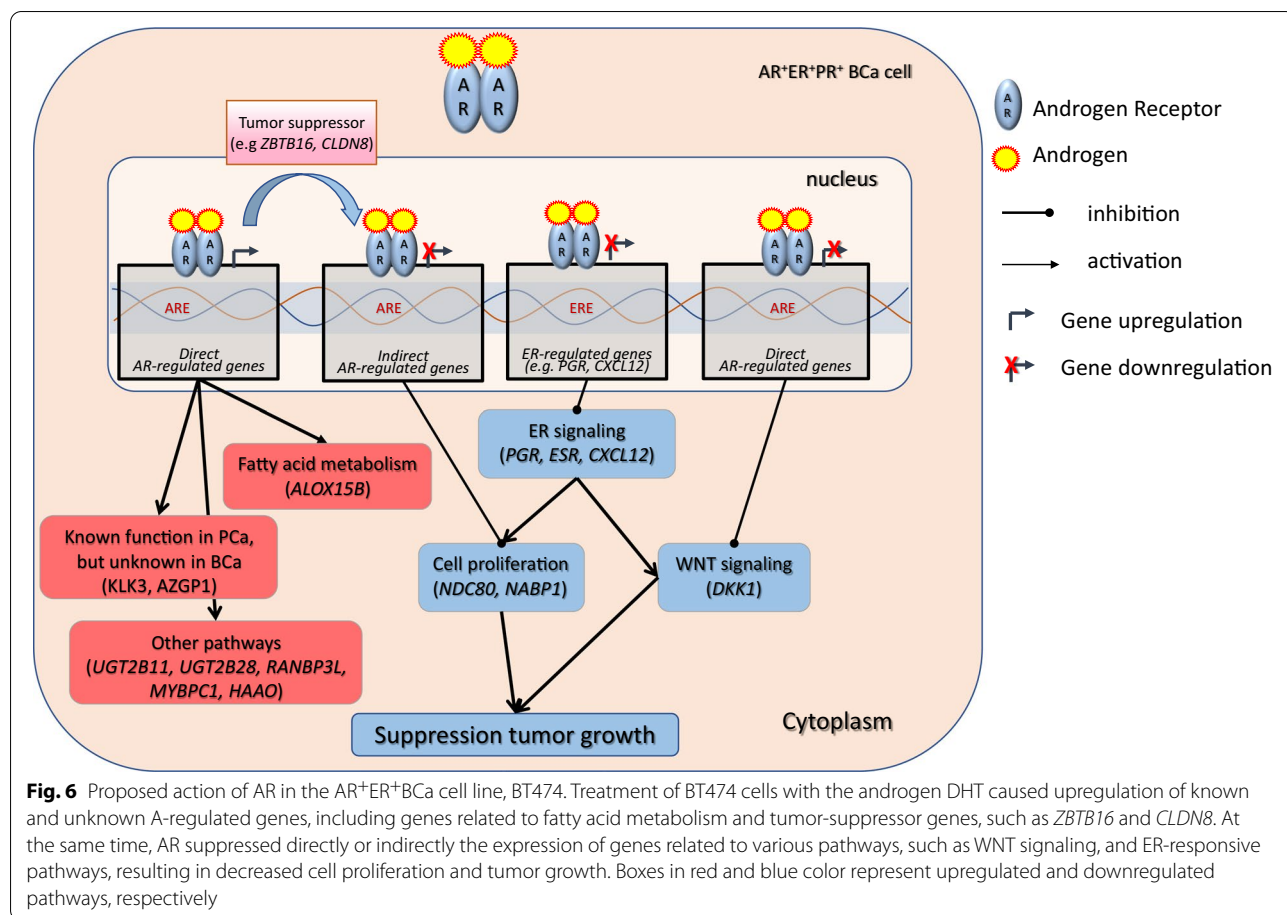 AR⁺ER⁺PR⁺ BCa cell
A
R
A
R
Tumor suppressor
(e.g ZBTB16, CLDN8)
nucleus
A
R
A
R
A
R
A
R
A
R
A
R
A
R
A
R
ARE
ARE
ERE
ARE
Direct
AR-regulated genes
Indirect
AR-regulated genes
ER-regulated genes
(e.g. PGR, CXCL12)
Direct
AR-regulated genes
ER signaling
(PGR, ESR, CXCL12)
Fatty acid metabolism
(ALOX15B)
Known function in PCa,
but unknown in BCa
(KLK3, AZGP1)
Cell proliferation
(NDC80, NABP1)
WNT signaling
(DKK1)
Other pathways
(UGT2B11, UGT2B28, RANBP3L,
MYBPC1, HAAO)
Suppression tumor growth
Cytoplasm
A
R
Androgen Receptor
Androgen
inhibition
activation
Gene upregulation
X
Gene downregulation
Fig. 6 Proposed action of AR in the AR⁺ER⁺BCa cell line, BT474. Treatment of BT474 cells with the androgen DHT caused upregulation of known
and unknown A-regulated genes, including genes related to fatty acid metabolism and tumor-suppressor genes, such as ZBTB16 and CLDN8. At
the same time, AR suppressed directly or indirectly the expression of genes related to various pathways, such as WNT signaling, and ER-responsive
pathways, resulting in decreased cell proliferation and tumor growth. Boxes in red and blue color represent upregulated and downregulated
pathways, respectively